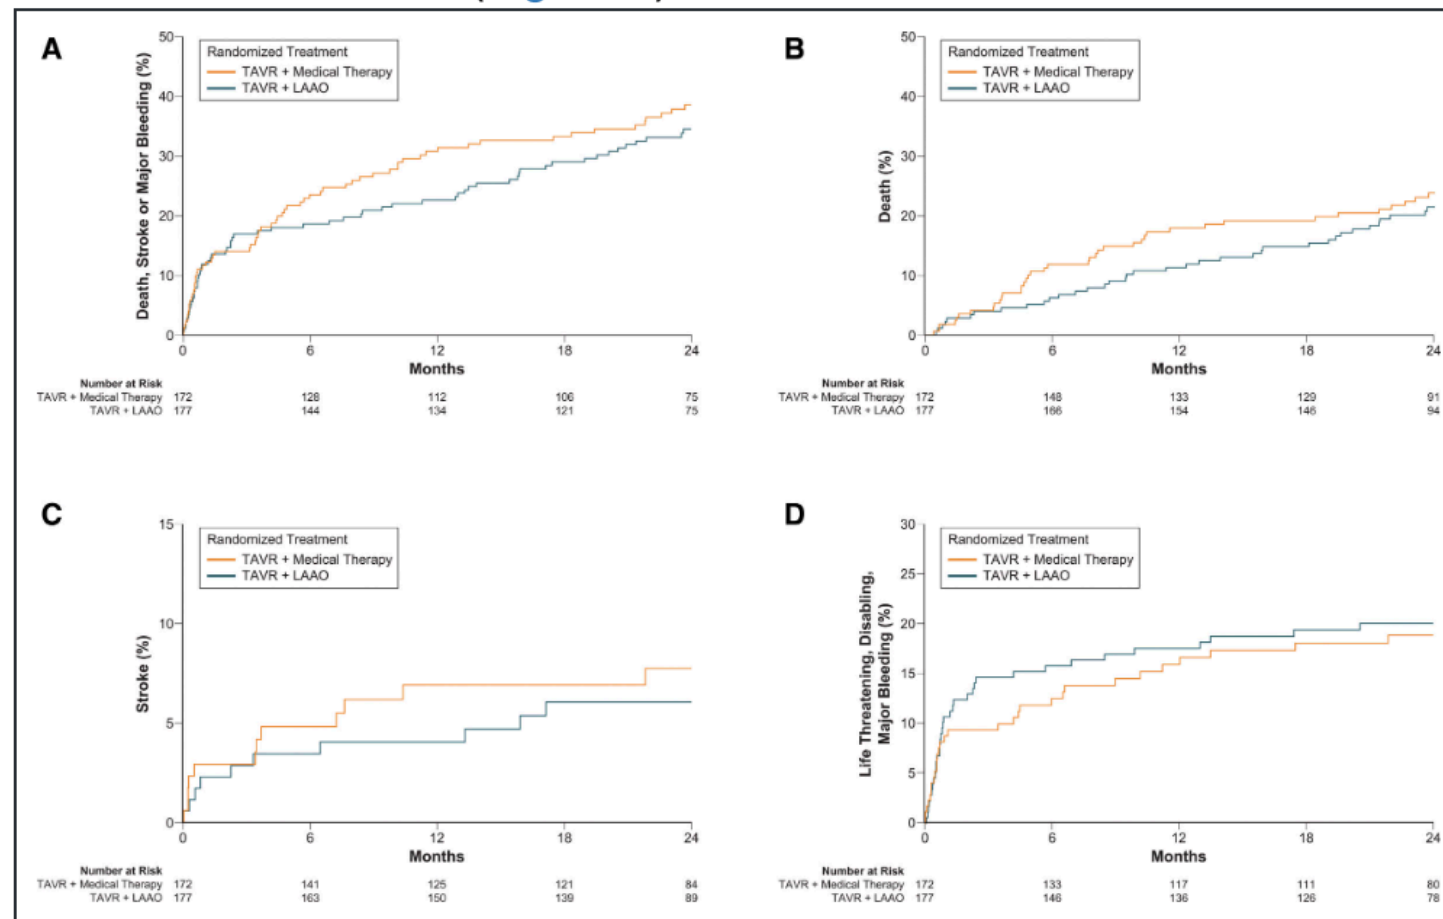 A
Death, Stroke or Major Bleeding (%)
50
40
30
20
10
0
Randomized Treatment
TAVR + Medical Therapy
TAVR + LAAO
0 6 12 18 24
Months
Number at Risk
TAVR + Medical Therapy 172 128 112 106 75
TAVR + LAAO 177 144 134 121 75
B
Death (%)
50
40
30
20
10
0
Randomized Treatment
TAVR + Medical Therapy
TAVR + LAAO
0 6 12 18 24
Months
Number at Risk
TAVR + Medical Therapy 172 148 133 129 91
TAVR + LAAO 177 166 154 146 94
C
Stroke (%)
15
10
5
0
Randomized Treatment
TAVR + Medical Therapy
TAVR + LAAO
0 6 12 18 24
Months
Number at Risk
TAVR + Medical Therapy 172 141 125 121 84
TAVR + LAAO 177 163 150 139 89
D
Life Threatening, Disabling,
Major Bleeding (%)
30
25
20
15
10
5
0
Randomized Treatment
TAVR + Medical Therapy
TAVR + LAAO
0 6 12 18 24
Months
Number at Risk
TAVR + Medical Therapy 172 133 117 111 80
TAVR + LAAO 177 146 136 126 78